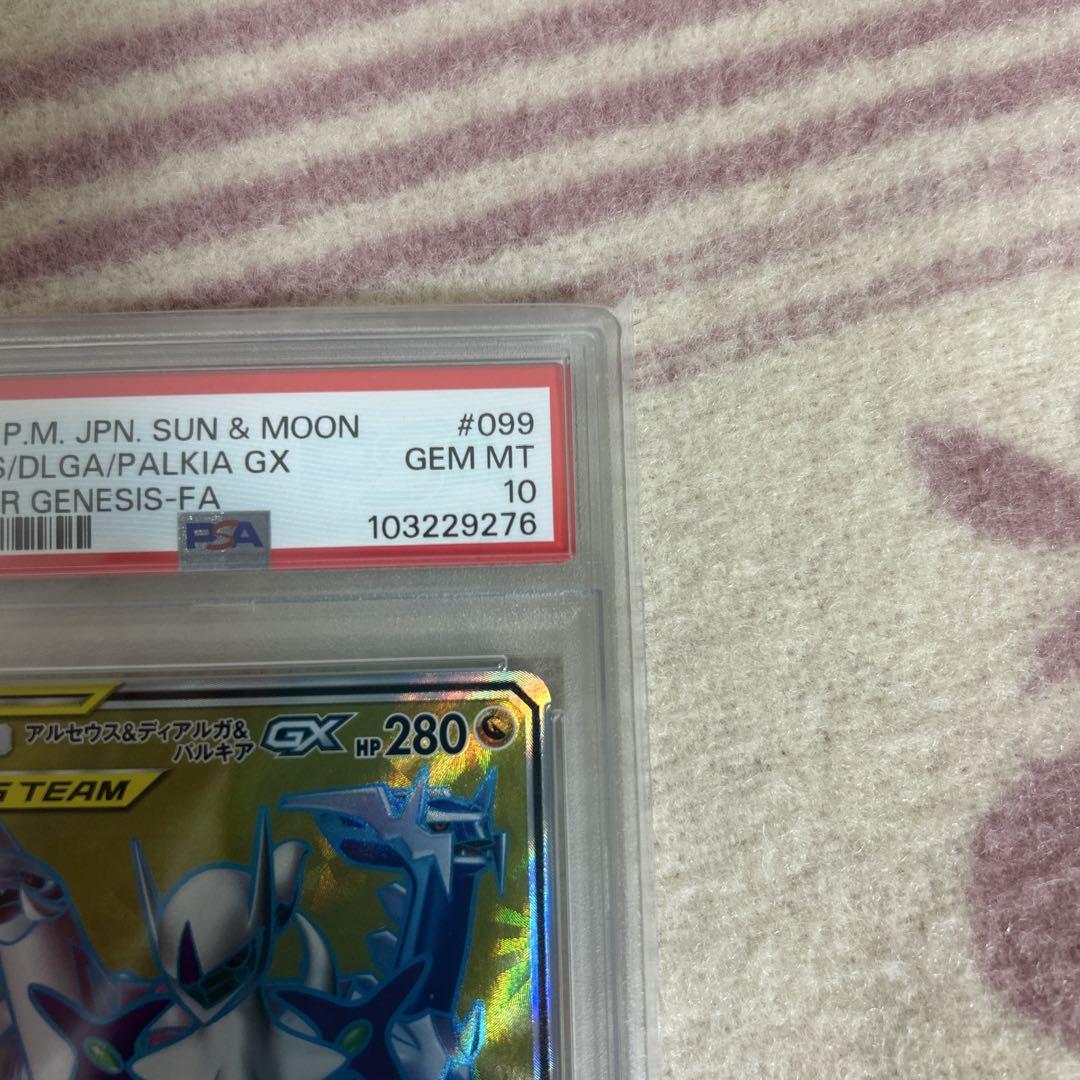 P.M. JPN. SUN & MOON #099
S/DLGA/PALKIA GX GEM MT
R GENESIS-FA 10
PSA 103229276
アルセウス&ディアルガ&
パルキア GX HP 280
TEAM